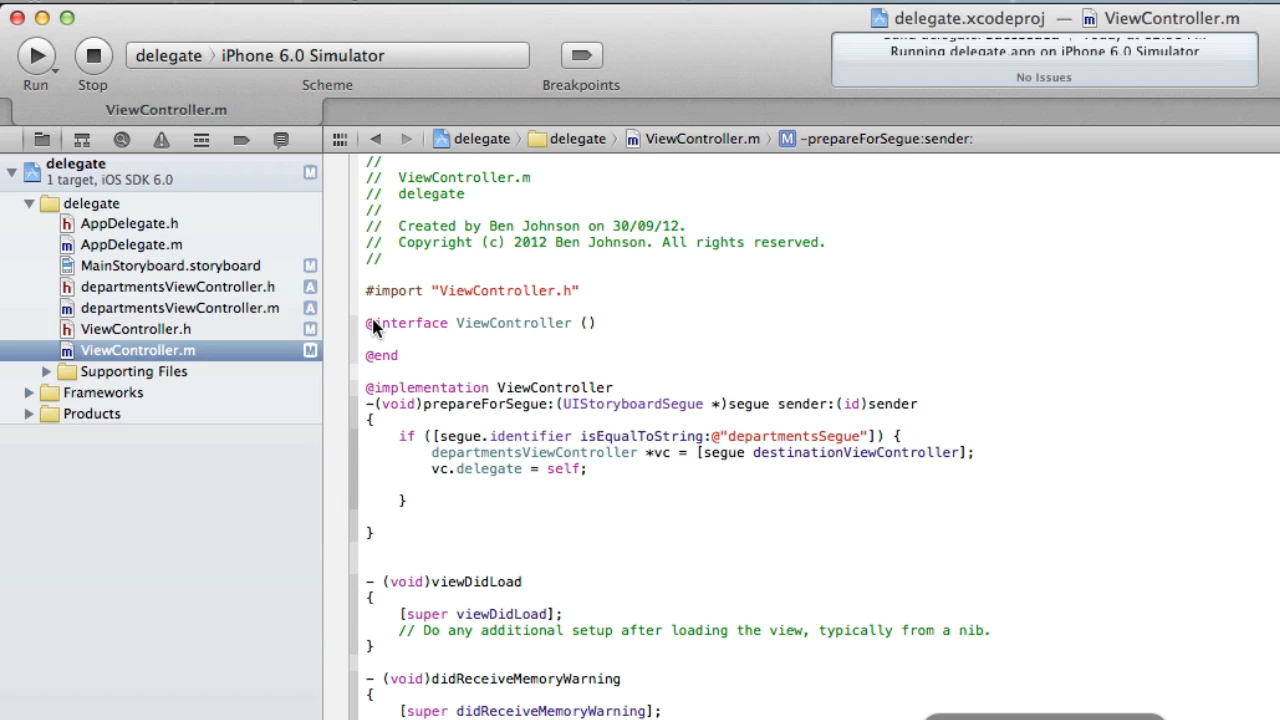 delegate.xcodeproj — ViewController.m
delegate › iPhone 6.0 Simulator
Running delegate.app on iPhone 6.0 Simulator
No Issues
Run Stop Scheme Breakpoints
ViewController.m
delegate › delegate › ViewController.m › M -prepareForSegue:sender:
delegate M
1 target, iOS SDK 6.0
delegate
h AppDelegate.h
m AppDelegate.m
MainStoryboard.storyboard M
h departmentsViewController.h A
m departmentsViewController.m A
h ViewController.h M
m ViewController.m M
Supporting Files
Frameworks
Products
//
//  ViewController.m
//  delegate
//
//  Created by Ben Johnson on 30/09/12.
//  Copyright (c) 2012 Ben Johnson. All rights reserved.
//
#import "ViewController.h"
@interface ViewController ()
@end
@implementation ViewController
-(void)prepareForSegue:(UIStoryboardSegue *)segue sender:(id)sender
{
if ([segue.identifier isEqualToString:@"departmentsSegue"]) {
departmentsViewController *vc = [segue destinationViewController];
vc.delegate = self;
}
}
- (void)viewDidLoad
{
[super viewDidLoad];
// Do any additional setup after loading the view, typically from a nib.
}
- (void)didReceiveMemoryWarning
{
[super didReceiveMemoryWarning];